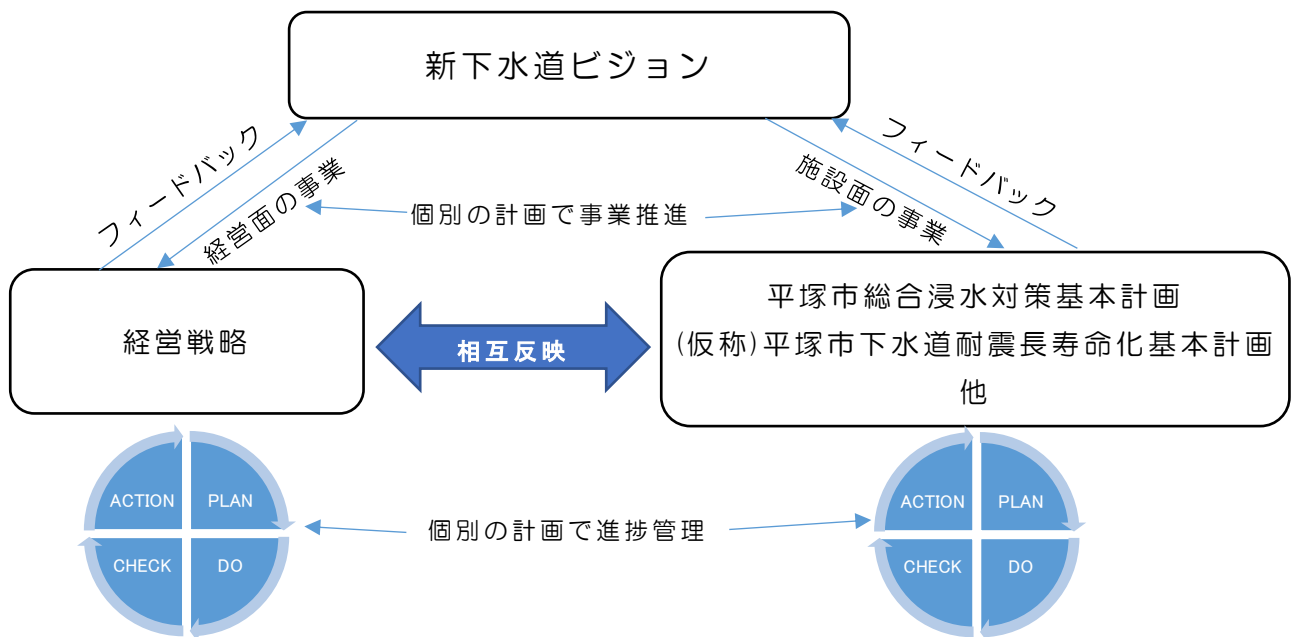 新下水道ビジョン
フィードバック
経営面の事業
施設面の事業
フィードバック
個別の計画で事業推進
経営戦略
相互反映
平塚市総合浸水対策基本計画
(仮称)平塚市下水道耐震長寿命化基本計画
他
ACTION
PLAN
CHECK
DO
個別の計画で進捗管理
ACTION
PLAN
CHECK
DO